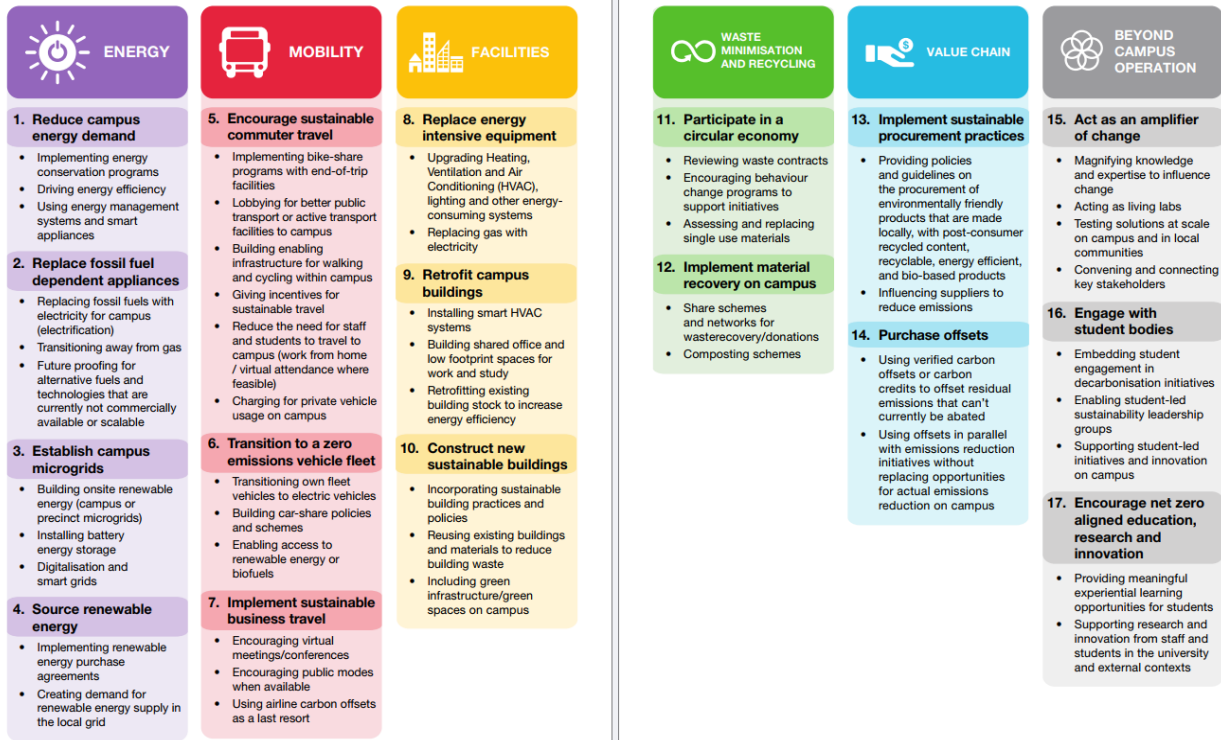 ENERGY
1. Reduce campus
energy demand
• Implementing energy
conservation programs
• Driving energy efficiency
• Using energy management
systems and smart
appliances
2. Replace fossil fuel
dependent appliances
• Replacing fossil fuels with
electricity for campus
(electrification)
• Transitioning away from gas
• Future proofing for
alternative fuels and
technologies that are
currently not commercially
available or scalable
3. Establish campus
microgrids
• Building onsite renewable
energy (campus or
precinct microgrids)
• Installing battery
energy storage
• Digitalisation and
smart grids
4. Source renewable
energy
• Implementing renewable
energy purchase
agreements
• Creating demand for
renewable energy supply in
the local grid
MOBILITY
5. Encourage sustainable
commuter travel
• Implementing bike-share
programs with end-of-trip
facilities
• Lobbying for better public
transport or active transport
facilities to campus
• Building enabling
infrastructure for walking
and cycling within campus
• Giving incentives for
sustainable travel
• Reduce the need for staff
and students to travel to
campus (work from home
/ virtual attendance where
feasible)
• Charging for private vehicle
usage on campus
6. Transition to a zero
emissions vehicle fleet
• Transitioning own fleet
vehicles to electric vehicles
• Building car-share policies
and schemes
• Enabling access to
renewable energy or
biofuels
7. Implement sustainable
business travel
• Encouraging virtual
meetings/conferences
• Encouraging public modes
when available
• Using airline carbon offsets
as a last resort
FACILITIES
8. Replace energy
intensive equipment
• Upgrading Heating,
Ventilation and Air
Conditioning (HVAC),
lighting and other energy-
consuming systems
• Replacing gas with
electricity
9. Retrofit campus
buildings
• Installing smart HVAC
systems
• Building shared office and
low footprint spaces for
work and study
• Retrofitting existing
building stock to increase
energy efficiency
10. Construct new
sustainable buildings
• Incorporating sustainable
building practices and
policies
• Reusing existing buildings
and materials to reduce
building waste
• Including green
infrastructure/green
spaces on campus
WASTE
MINIMISATION
AND RECYCLING
11. Participate in a
circular economy
• Reviewing waste contracts
• Encouraging behaviour
change programs to
support initiatives
• Assessing and replacing
single use materials
12. Implement material
recovery on campus
• Share schemes
and networks for
wasterecovery/donations
• Composting schemes
$
VALUE CHAIN
13. Implement sustainable
procurement practices
• Providing policies
and guidelines on
the procurement of
environmentally friendly
products that are made
locally, with post-consumer
recycled content,
recyclable, energy efficient,
and bio-based products
• Influencing suppliers to
reduce emissions
14. Purchase offsets
• Using verified carbon
offsets or carbon
credits to offset residual
emissions that can't
currently be abated
• Using offsets in parallel
with emissions reduction
initiatives without
replacing opportunities
for actual emissions
reduction on campus
BEYOND
CAMPUS
OPERATION
15. Act as an amplifier
of change
• Magnifying knowledge
and expertise to influence
change
• Acting as living labs
• Testing solutions at scale
on campus and in local
communities
• Convening and connecting
key stakeholders
16. Engage with
student bodies
• Embedding student
engagement in
decarbonisation initiatives
• Enabling student-led
sustainability leadership
groups
• Supporting student-led
initiatives and innovation
on campus
17. Encourage net zero
aligned education,
research and
innovation
• Providing meaningful
experiential learning
opportunities for students
• Supporting research and
innovation from staff and
students in the university
and external contexts